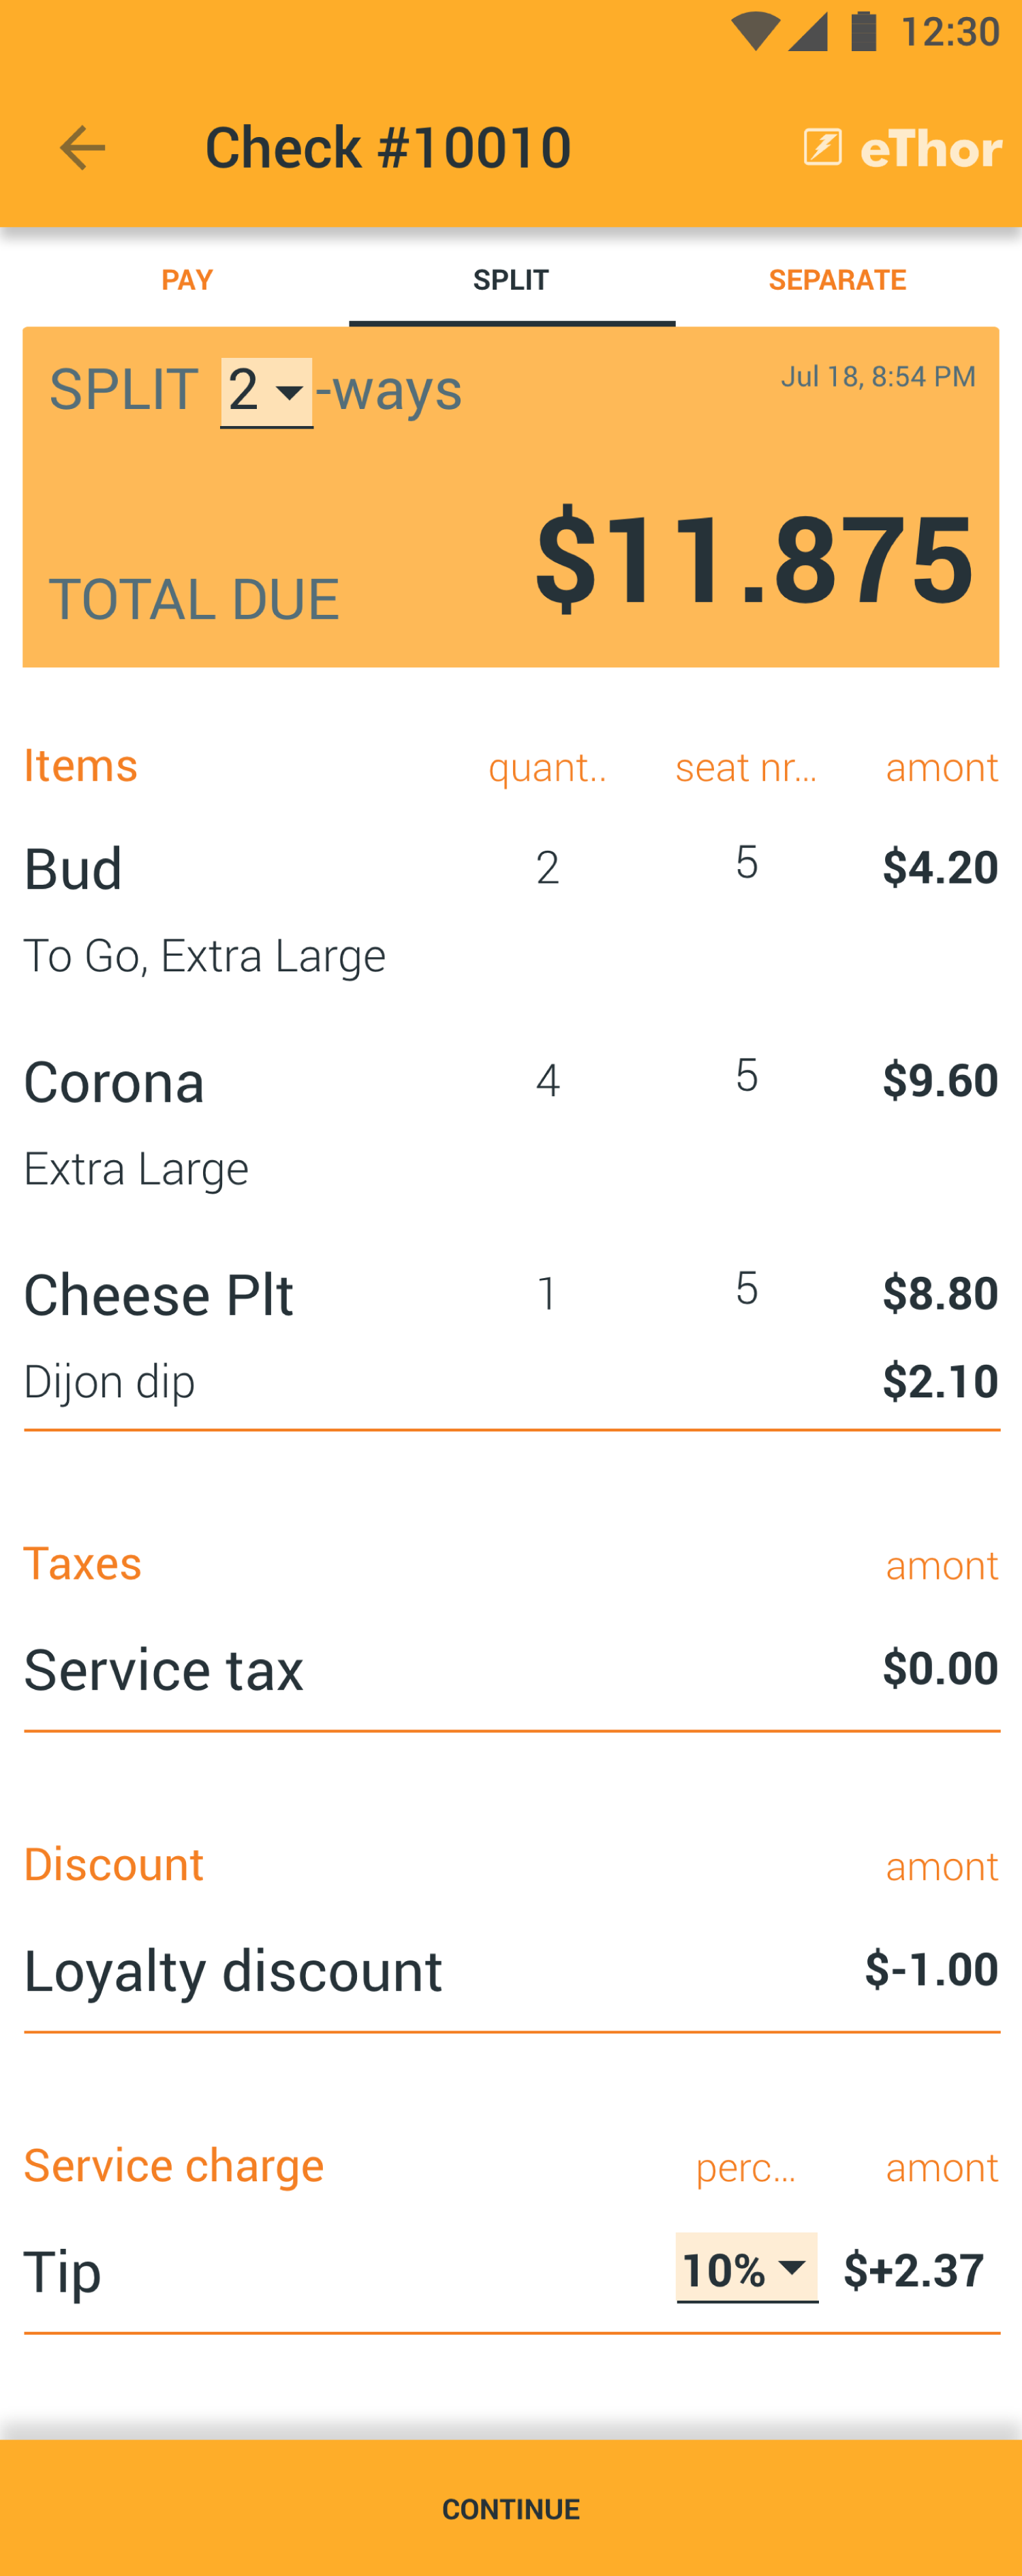 12:30
Check #10010
eThor
PAY SPLIT SEPARATE
SPLIT 2 -ways Jul 18, 8:54 PM
TOTAL DUE $11.875
Items quant.. seat nr... amont
Bud 2 5 $4.20
To Go, Extra Large
Corona 4 5 $9.60
Extra Large
Cheese Plt 1 5 $8.80
Dijon dip $2.10
Taxes amont
Service tax $0.00
Discount amont
Loyalty discount $-1.00
Service charge perc... amont
Tip 10% $+2.37
CONTINUE